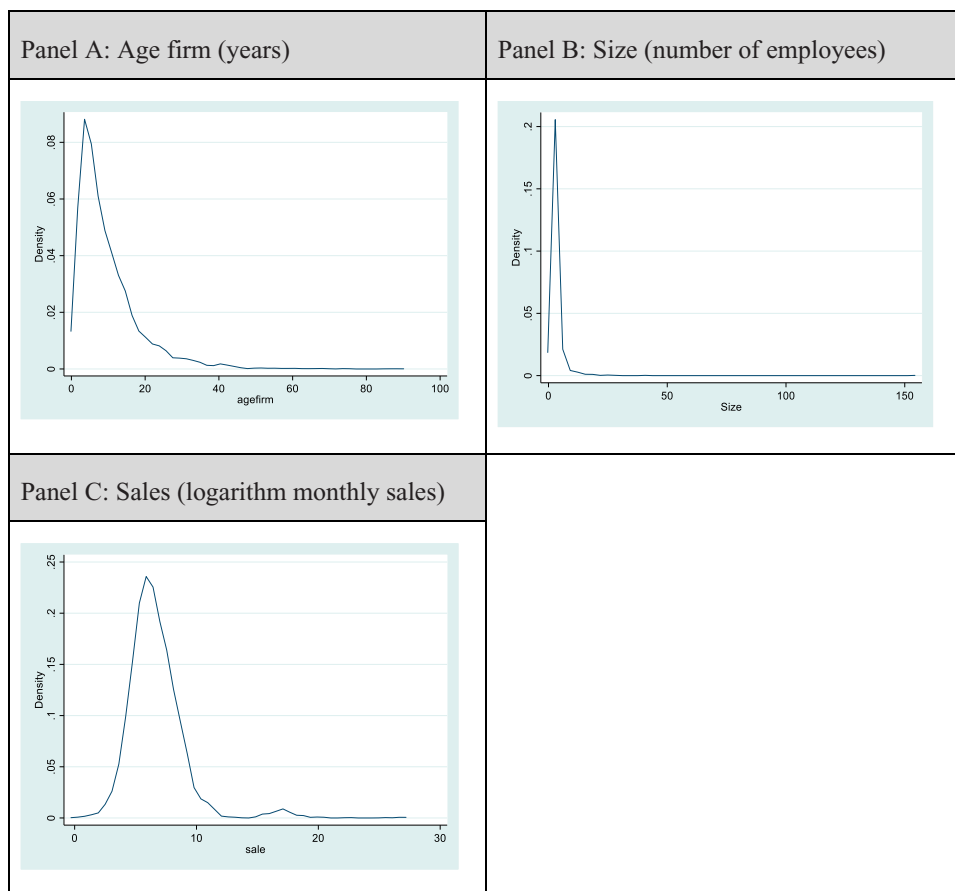 Panel A: Age firm (years)
Panel B: Size (number of employees)
Density
0
.02
.04
.06
.08
0 20 40 60 80 100
agefirm
Density
0
.05
.1
.15
.2
0 50 100 150
Size
Panel C: Sales (logarithm monthly sales)
Density
0
.05
.1
.15
.2
.25
0 10 20 30
sale